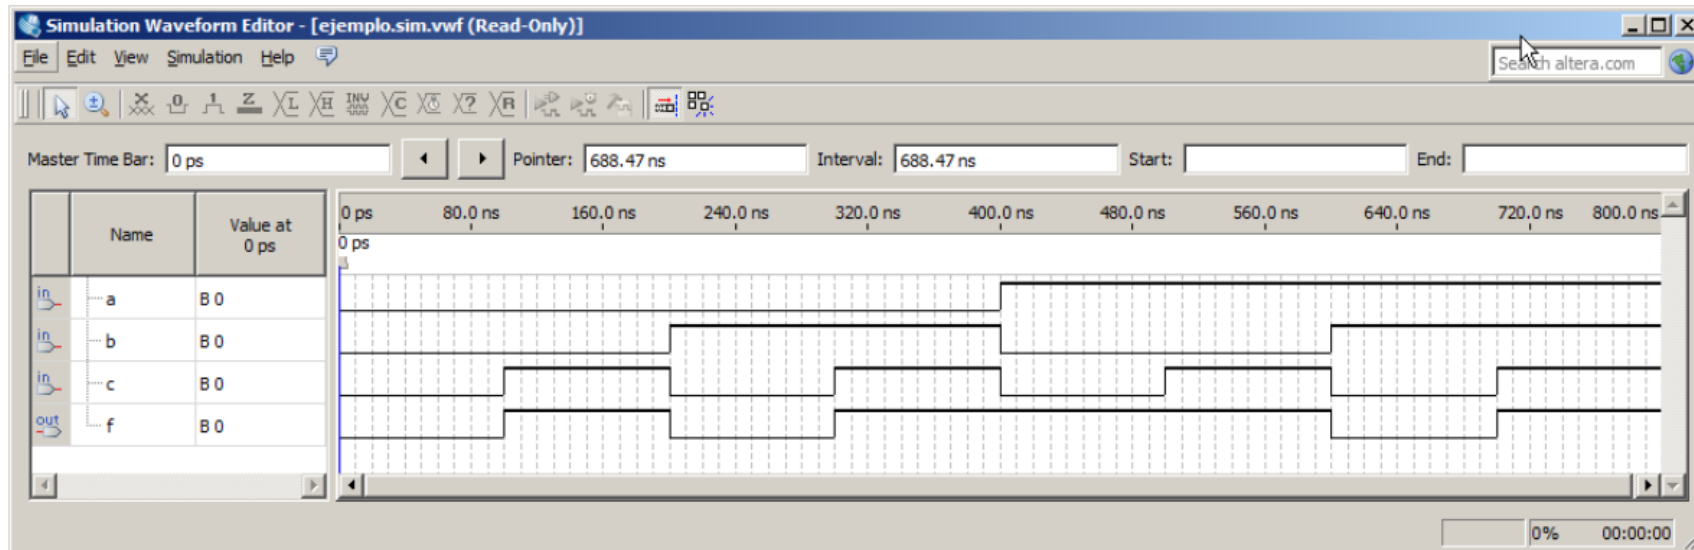 Simulation Waveform Editor - [ejemplo.sim.vwf (Read-Only)]
File Edit View Simulation Help
Search altera.com
Master Time Bar: 0 ps Pointer: 688.47 ns Interval: 688.47 ns Start: End:
Name Value at 0 ps
0 ps 80.0 ns 160.0 ns 240.0 ns 320.0 ns 400.0 ns 480.0 ns 560.0 ns 640.0 ns 720.0 ns 800.0 ns
0 ps
in a B 0
in b B 0
in c B 0
out f B 0
0% 00:00:00